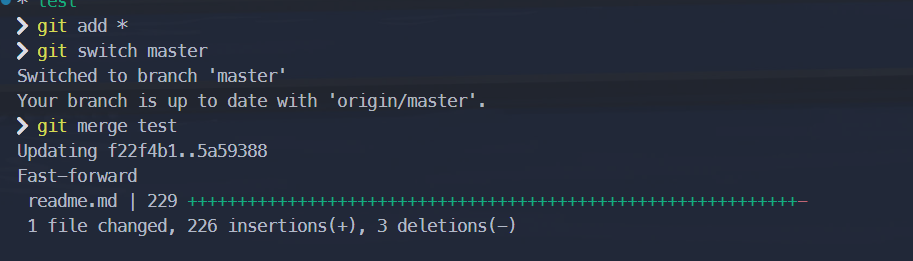 * test
❯ git add *
❯ git switch master
Switched to branch 'master'
Your branch is up to date with 'origin/master'.
❯ git merge test
Updating f22f4b1..5a59388
Fast-forward
readme.md | 229 +++++++++++++++++++++++++++++++++++++++++++++++++++++++++++++-
1 file changed, 226 insertions(+), 3 deletions(-)